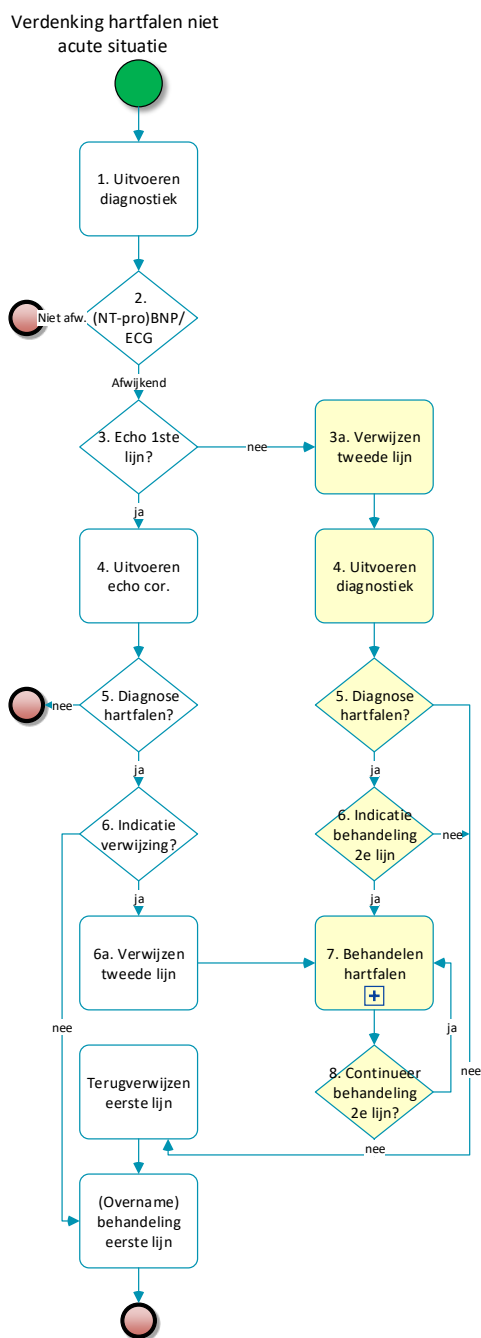 Verdenking hartfalen niet
acute situatie
1. Uitvoeren
diagnostiek
2.
(NT-pro)BNP/
ECG
Niet afw.
Afwijkend
3. Echo 1ste
lijn?
nee
3a. Verwijzen
tweede lijn
ja
4. Uitvoeren
echo cor.
4. Uitvoeren
diagnostiek
5. Diagnose
hartfalen?
nee
5. Diagnose
hartfalen?
ja
ja
6. Indicatie
verwijzing?
6. Indicatie
behandeling
2e lijn
nee
ja
ja
6a. Verwijzen
tweede lijn
7. Behandelen
hartfalen
nee
ja
Terugverwijzen
eerste lijn
8. Continueer
behandeling
2e lijn?
nee
nee
(Overname)
behandeling
eerste lijn